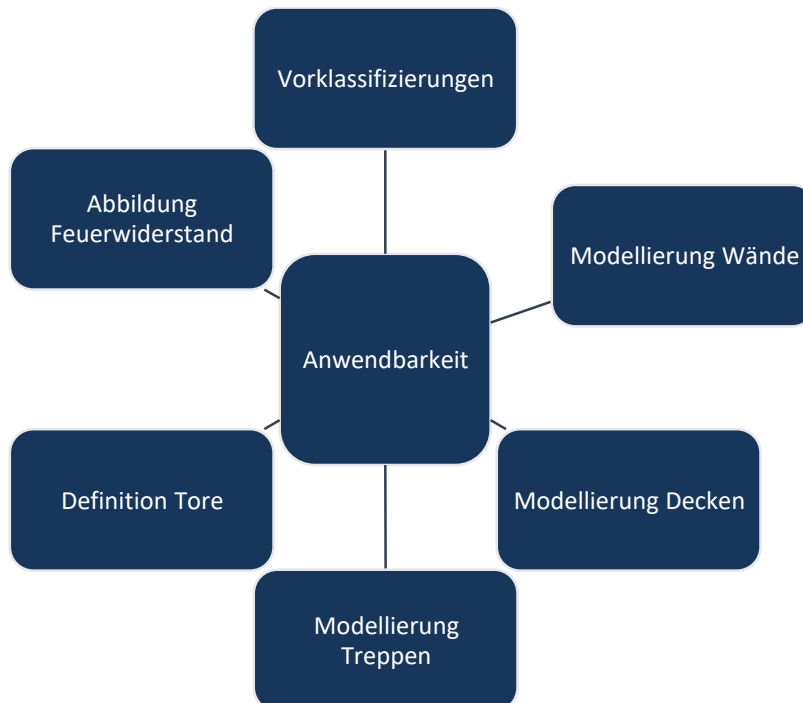 Vorklassifizierungen
Abbildung
Feuerwiderstand
Modellierung Wände
Anwendbarkeit
Definition Tore
Modellierung Decken
Modellierung
Treppen